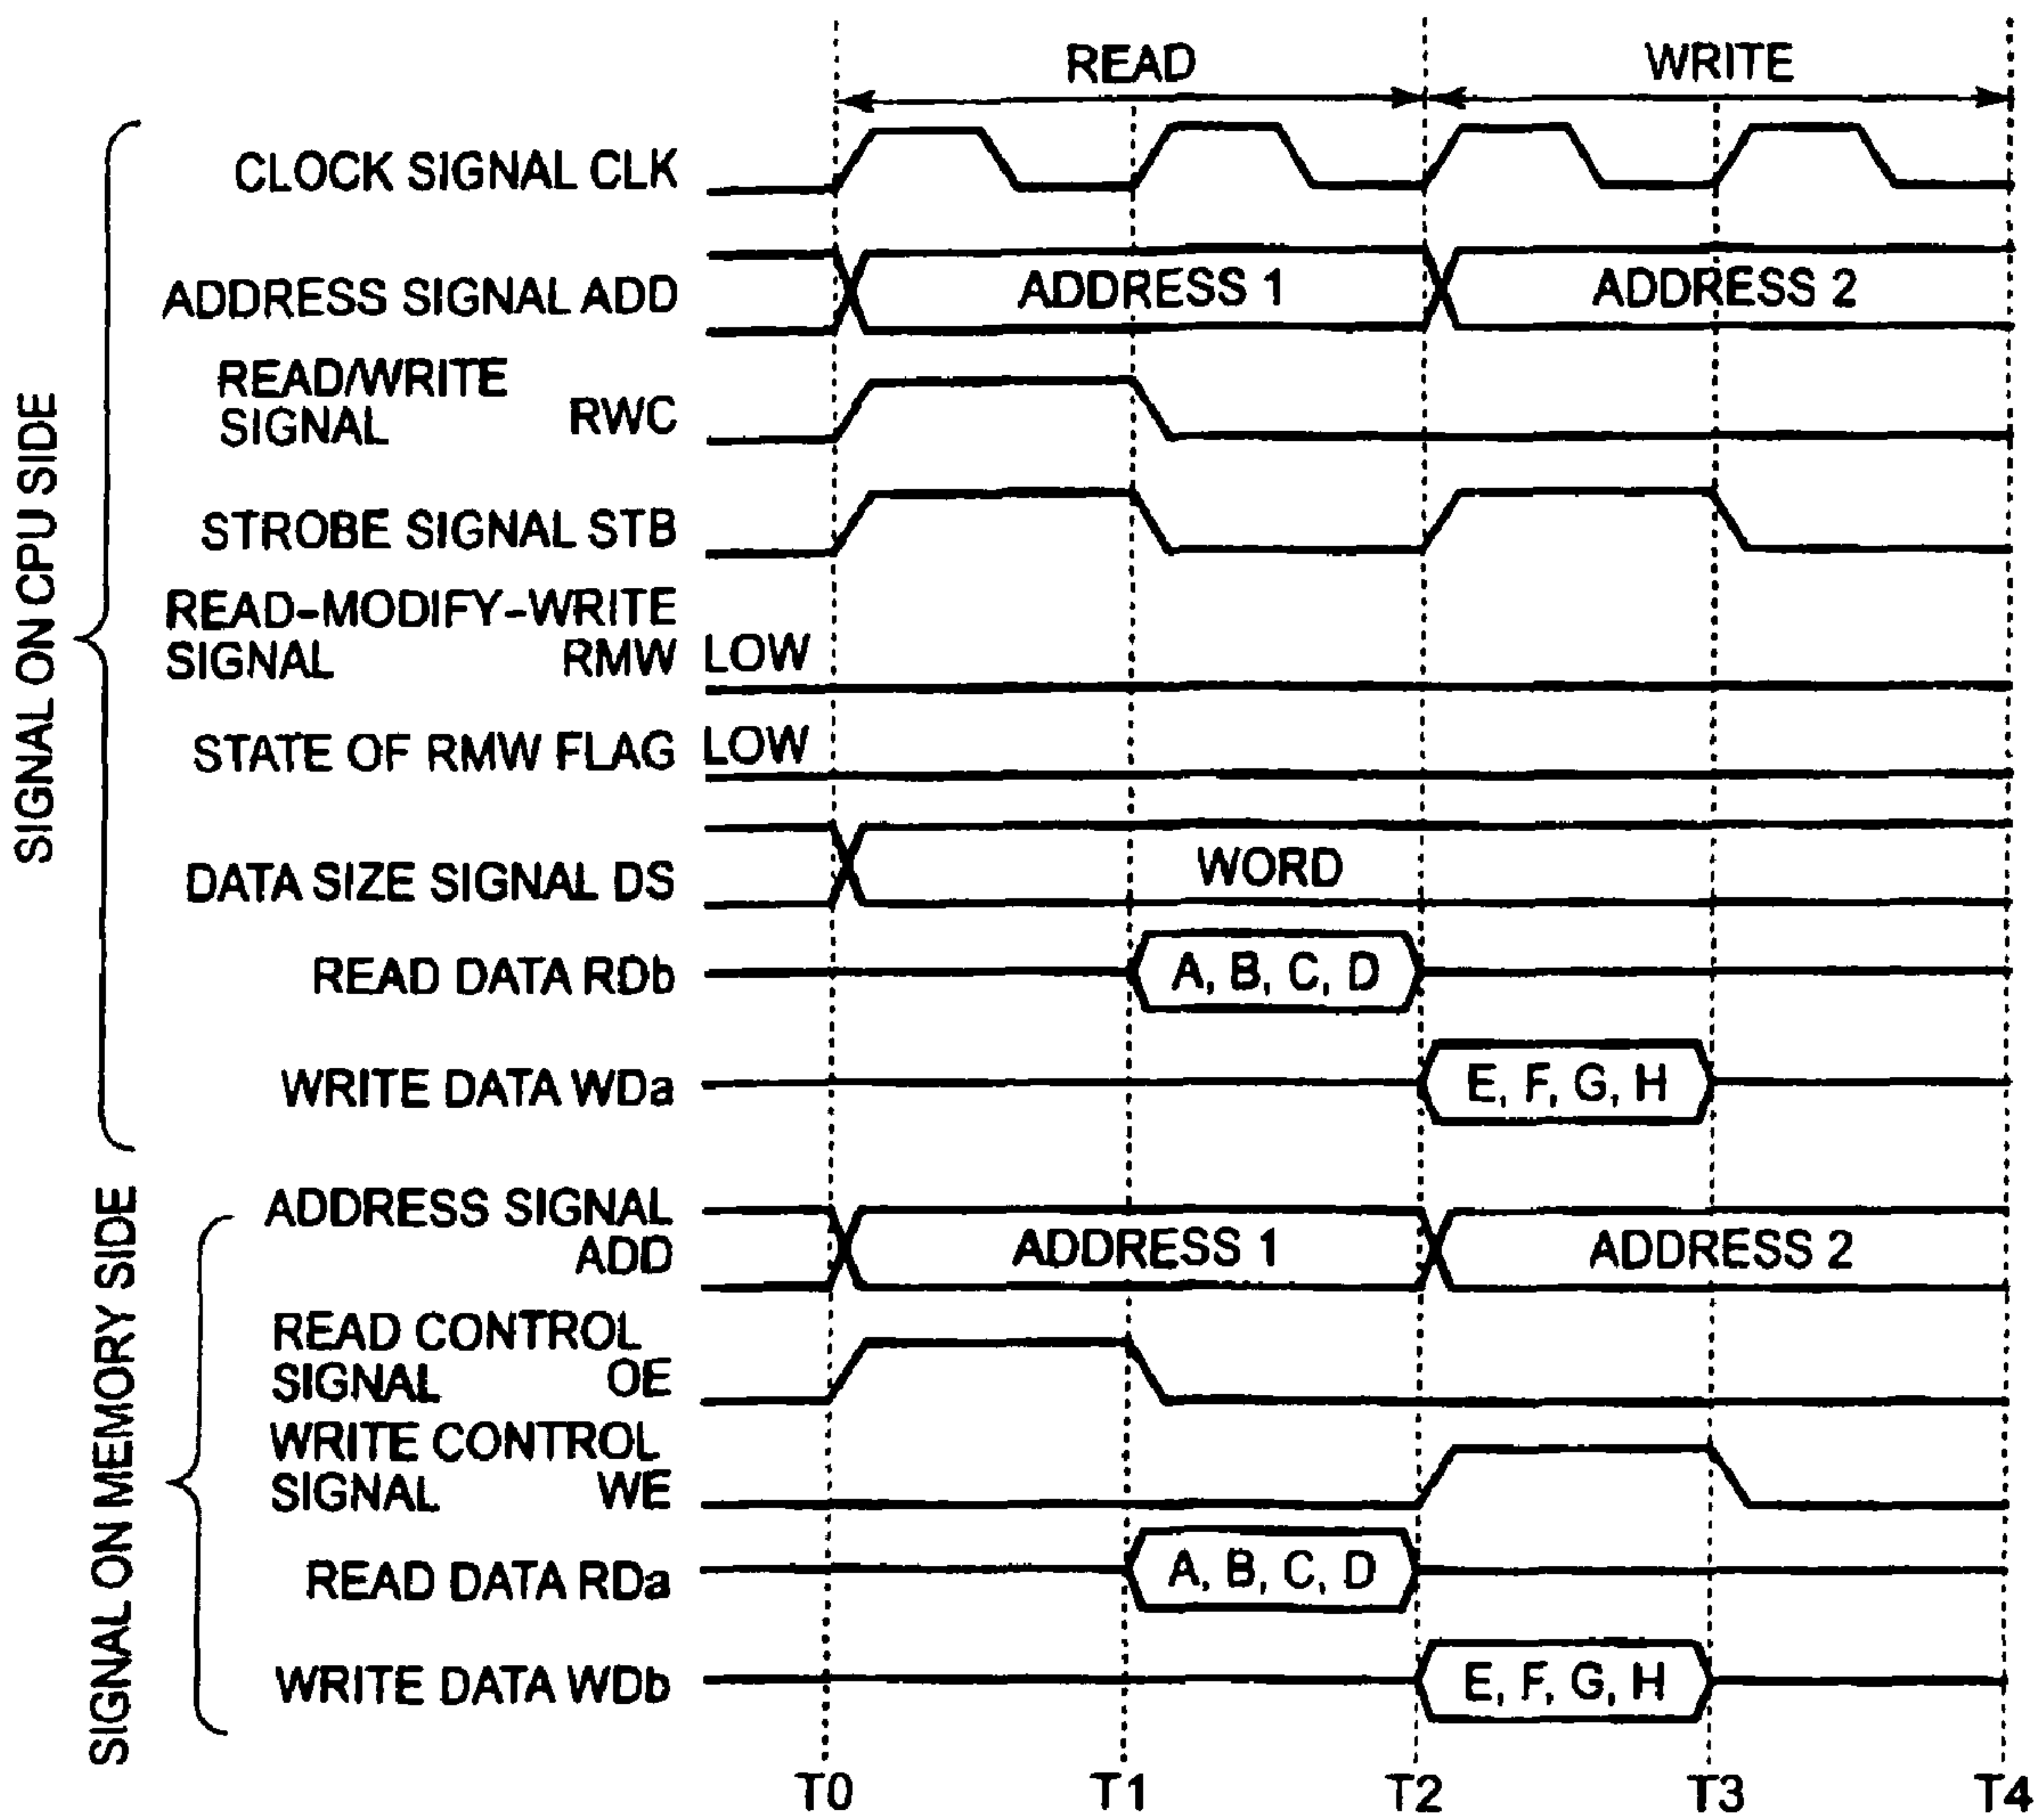 READ WRITE
CLOCK SIGNAL CLK
ADDRESS SIGNAL ADD
ADDRESS 1 ADDRESS 2
READ/WRITE
SIGNAL RWC
STROBE SIGNAL STB
READ-MODIFY-WRITE
SIGNAL RMW LOW
STATE OF RMW FLAG LOW
DATA SIZE SIGNAL DS
WORD
READ DATA RDb
A, B, C, D
WRITE DATA WDa
E, F, G, H
SIGNAL ON CPU SIDE
ADDRESS SIGNAL
ADD
ADDRESS 1 ADDRESS 2
READ CONTROL
SIGNAL OE
WRITE CONTROL
SIGNAL WE
READ DATA RDa
A, B, C, D
WRITE DATA WDb
E, F, G, H
SIGNAL ON MEMORY SIDE
T0 T1 T2 T3 T4